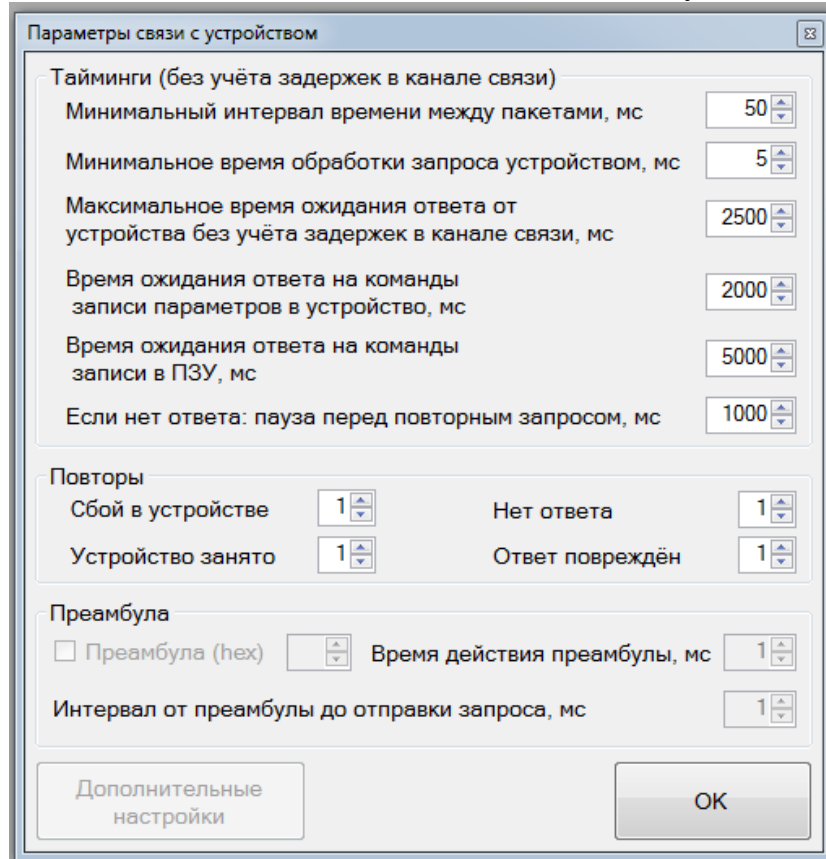 Параметры связи с устройством
Тайминги (без учёта задержек в канале связи)
Минимальный интервал времени между пакетами, мс 50
Минимальное время обработки запроса устройством, мс 5
Максимальное время ожидания ответа от
устройства без учёта задержек в канале связи, мс 2500
Время ожидания ответа на команды
записи параметров в устройство, мс 2000
Время ожидания ответа на команды
записи в ПЗУ, мс 5000
Если нет ответа: пауза перед повторным запросом, мс 1000
Повторы
Сбой в устройстве 1 Нет ответа 1
Устройство занято 1 Ответ повреждён 1
Преамбула
Преамбула (hex) Время действия преамбулы, мс 1
Интервал от преамбулы до отправки запроса, мс 1
Дополнительные
настройки
OK